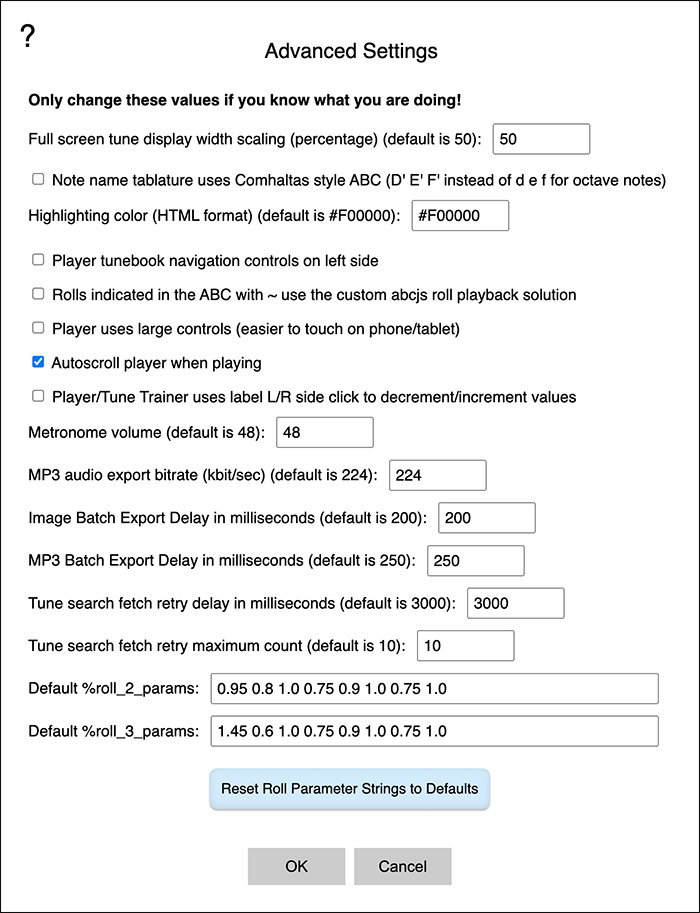 ?
Advanced Settings
Only change these values if you know what you are doing!
Full screen tune display width scaling (percentage) (default is 50): 50
Note name tablature uses Comhaltas style ABC (D' E' F' instead of d e f for octave notes)
Highlighting color (HTML format) (default is #F00000): #F00000
Player tunebook navigation controls on left side
Rolls indicated in the ABC with ~ use the custom abcjs roll playback solution
Player uses large controls (easier to touch on phone/tablet)
Autoscroll player when playing
Player/Tune Trainer uses label L/R side click to decrement/increment values
Metronome volume (default is 48): 48
MP3 audio export bitrate (kbit/sec) (default is 224): 224
Image Batch Export Delay in milliseconds (default is 200): 200
MP3 Batch Export Delay in milliseconds (default is 250): 250
Tune search fetch retry delay in milliseconds (default is 3000): 3000
Tune search fetch retry maximum count (default is 10): 10
Default %roll_2_params: 0.95 0.8 1.0 0.75 0.9 1.0 0.75 1.0
Default %roll_3_params: 1.45 0.6 1.0 0.75 0.9 1.0 0.75 1.0
Reset Roll Parameter Strings to Defaults
OK Cancel